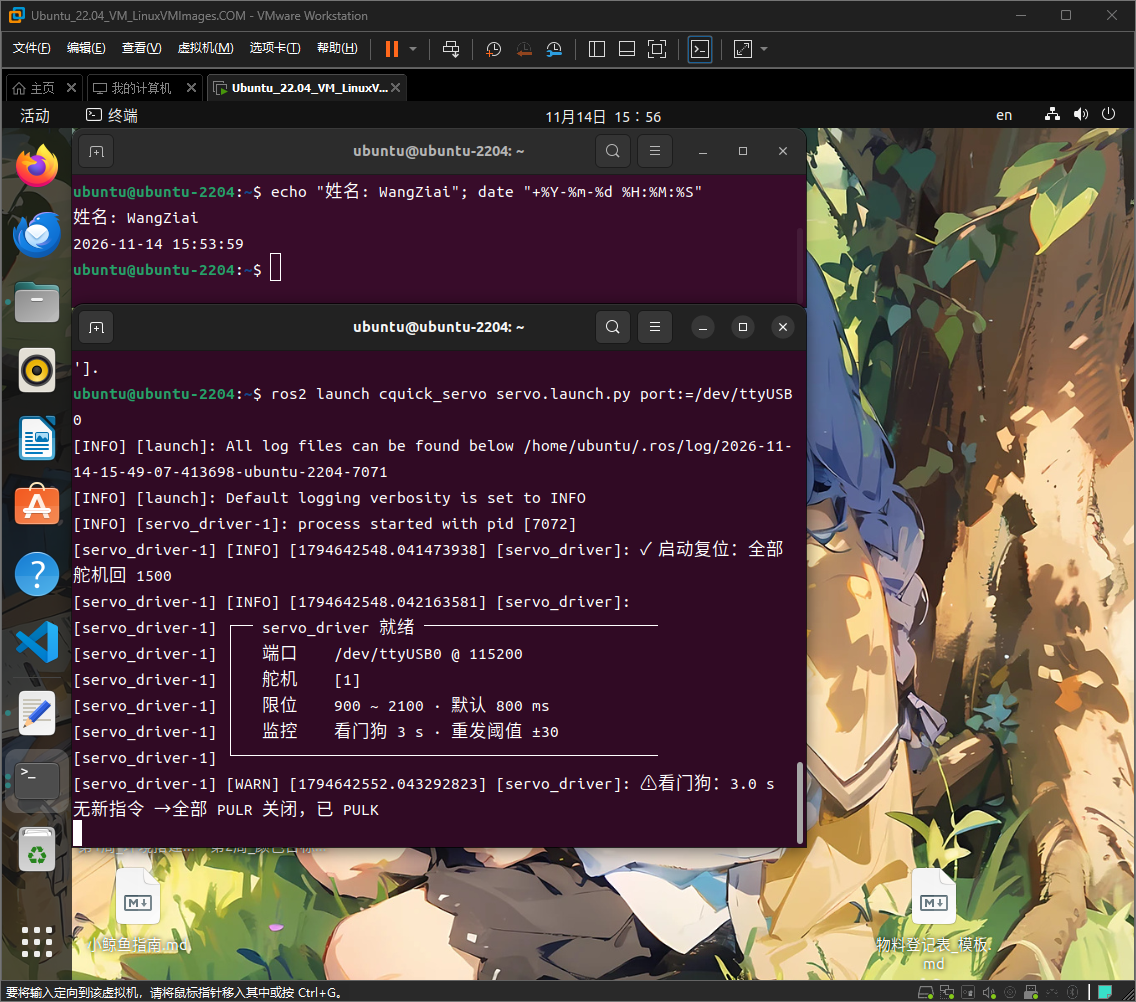 Ubuntu_22.04_VM_LinuxVMImages.COM - VMware Workstation
文件(F) 编辑(E) 查看(V) 虚拟机(M) 选项卡(T) 帮助(H)
主页 我的计算机 Ubuntu_22.04_VM_LinuxV...
活动 终端 11月14日 15：56 en
ubuntu@ubuntu-2204: ~
ubuntu@ubuntu-2204:~$ echo "姓名: WangZiai"; date "+%Y-%m-%d %H:%M:%S"
姓名: WangZiai
2026-11-14 15:53:59
ubuntu@ubuntu-2204:~$
ubuntu@ubuntu-2204: ~
'].
ubuntu@ubuntu-2204:~$ ros2 launch cquick_servo servo.launch.py port:=/dev/ttyUSB
0
[INFO] [launch]: All log files can be found below /home/ubuntu/.ros/log/2026-11-
14-15-49-07-413698-ubuntu-2204-7071
[INFO] [launch]: Default logging verbosity is set to INFO
[INFO] [servo_driver-1]: process started with pid [7072]
[servo_driver-1] [INFO] [1794642548.041473938] [servo_driver]: ✓ 启动复位：全部
舵机回 1500
[servo_driver-1] [INFO] [1794642548.042163581] [servo_driver]:
[servo_driver-1] ┌─ servo_driver 就绪 ─────────────
[servo_driver-1] │ 端口 /dev/ttyUSB0 @ 115200
[servo_driver-1] │ 舵机 [1]
[servo_driver-1] │ 限位 900 ~ 2100 · 默认 800 ms
[servo_driver-1] │ 监控 看门狗 3 s · 重发阈值 ±30
[servo_driver-1] └──────────────────────
[servo_driver-1] [WARN] [1794642552.043292823] [servo_driver]: ⚠看门狗：3.0 s
无新指令 →全部 PULR 关闭，已 PULK
小鲸鱼指南.md
物料登记表_模板.
md
要将输入定向到该虚拟机，请将鼠标指针移入其中或按 Ctrl+G。